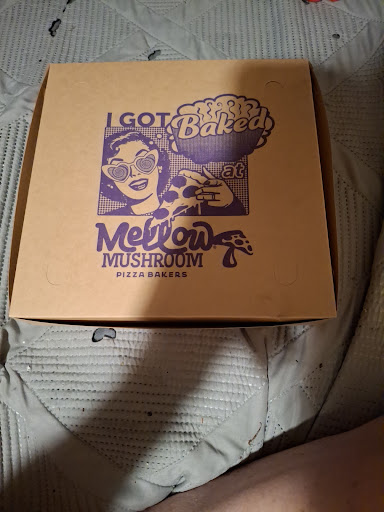 I GOT
Baked
at
Mellow
MUSHROOM
PIZZA BAKERS